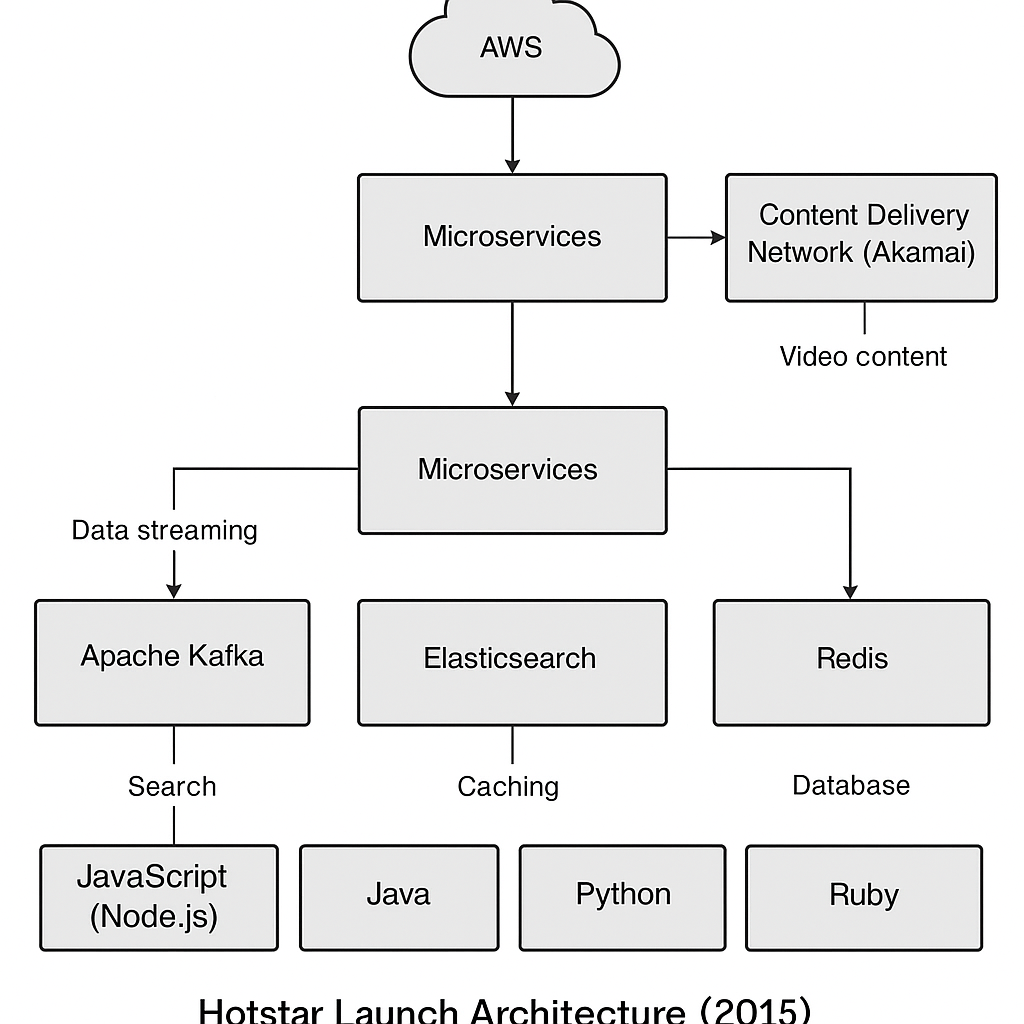 AWS
Microservices
Content Delivery
Network (Akamai)
Video content
Microservices
Data streaming
Apache Kafka
Elasticsearch
Redis
Search
Caching
Database
JavaScript
(Node.js)
Java
Python
Ruby
Hotstar Launch Architecture (2015)